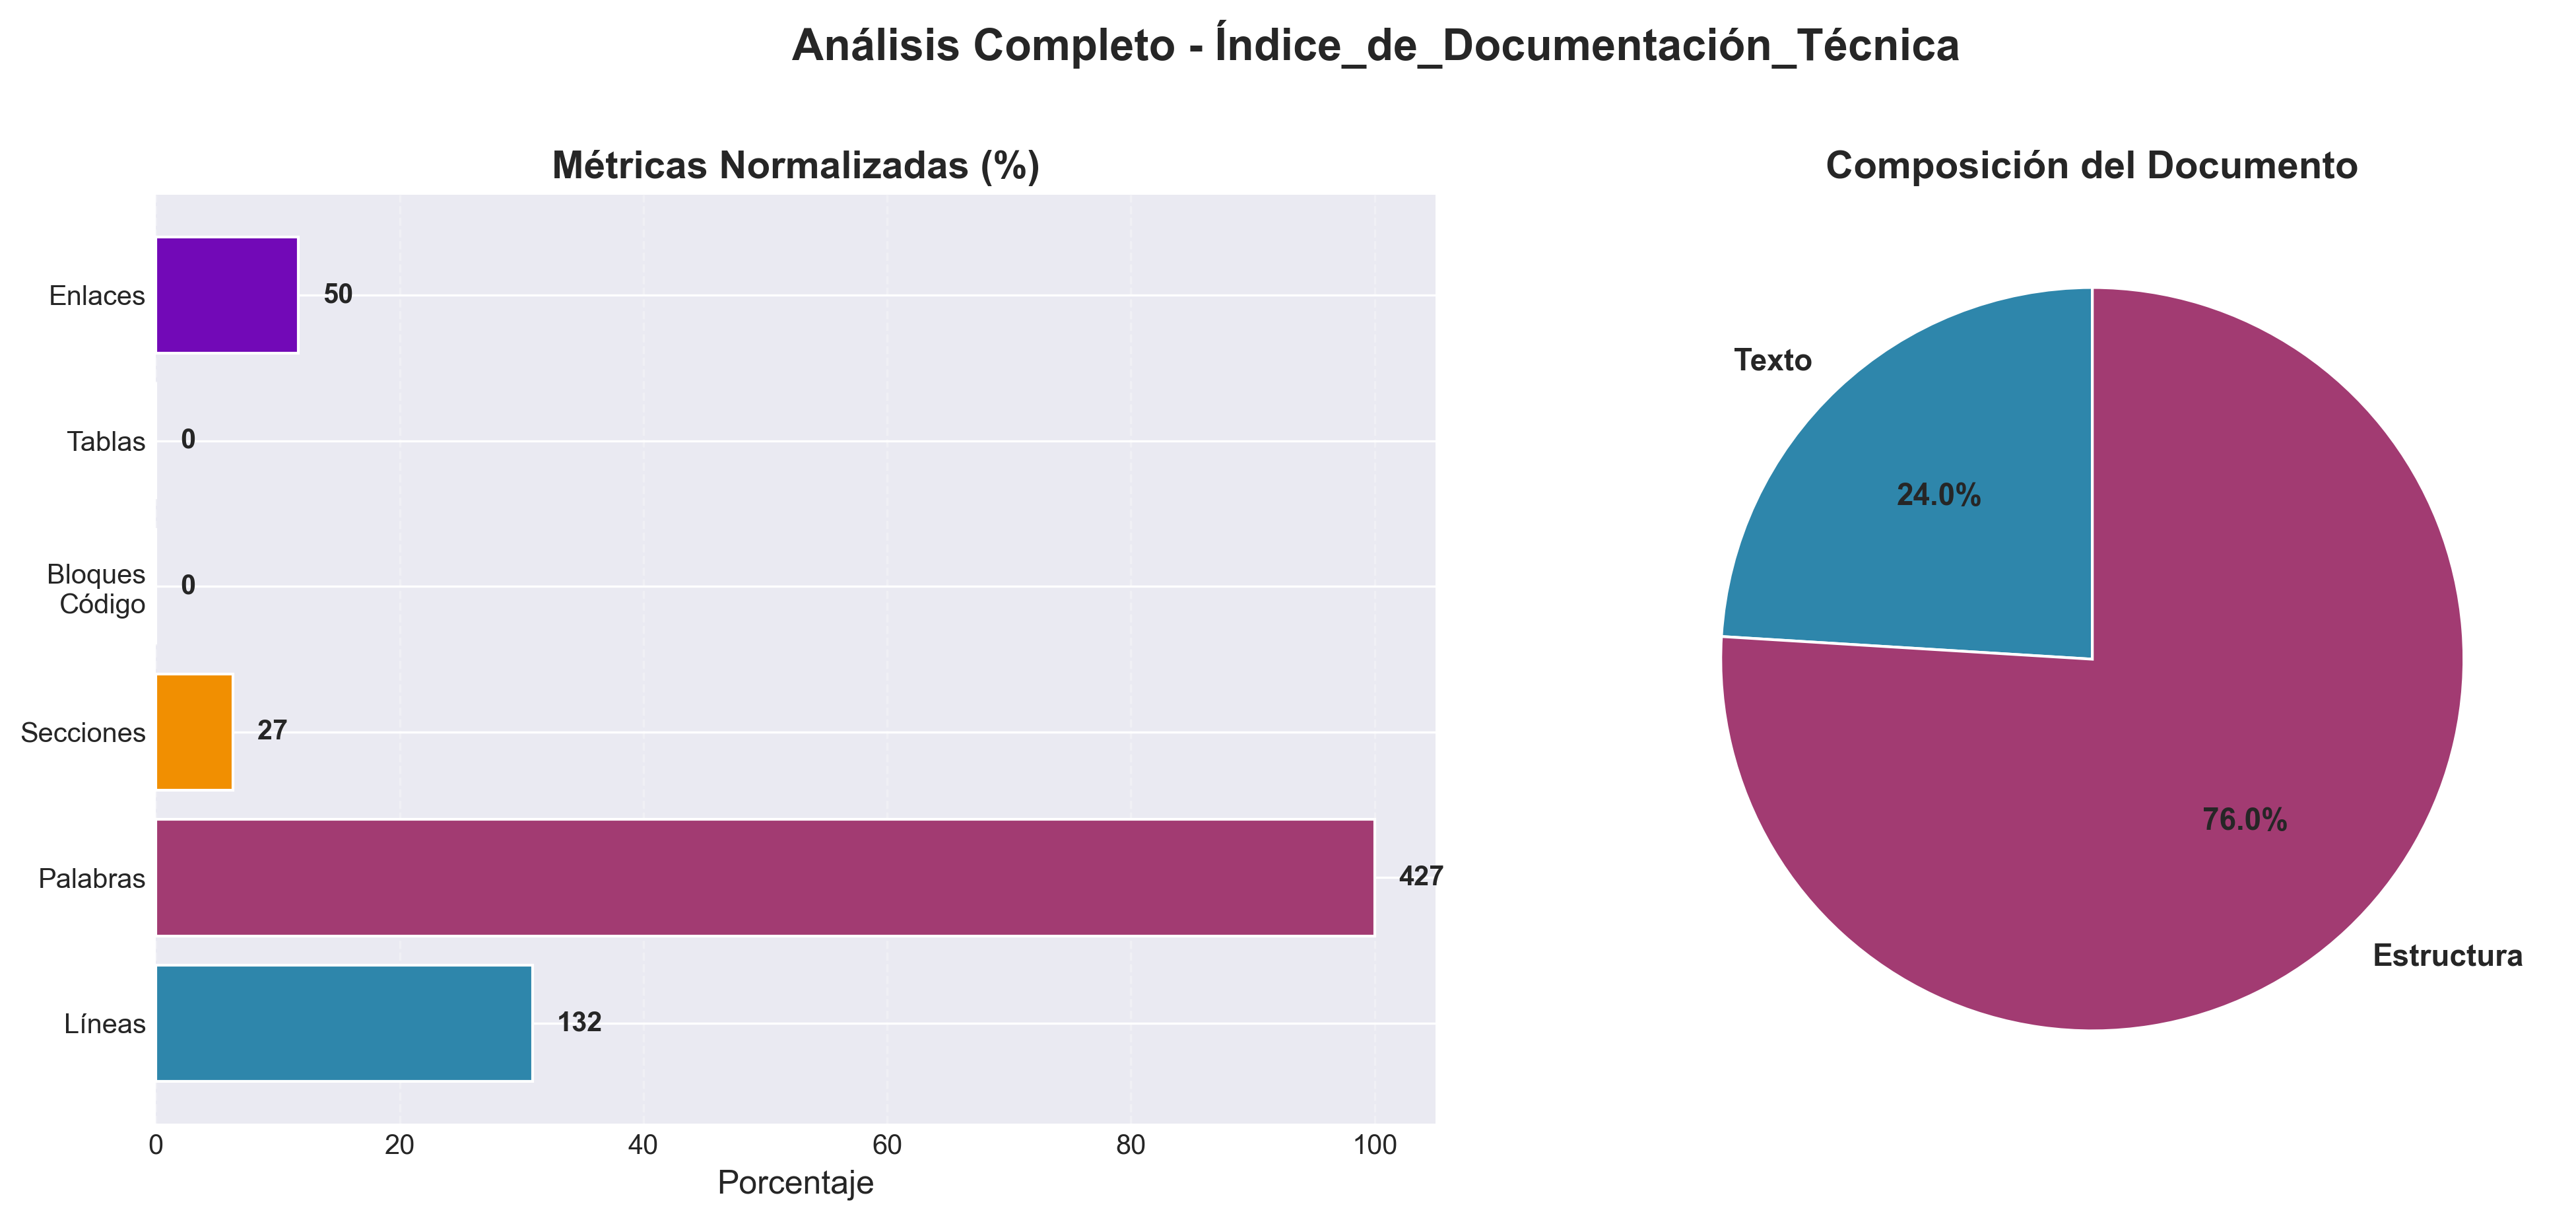 Análisis Completo - Índice_de_Documentación_Técnica
Métricas Normalizadas (%)
Enlaces
50
Tablas
0
Bloques
Código
0
Secciones
27
Palabras
427
Líneas
132
0 20 40 60 80 100
Porcentaje
Composición del Documento
Texto
24.0%
76.0%
Estructura